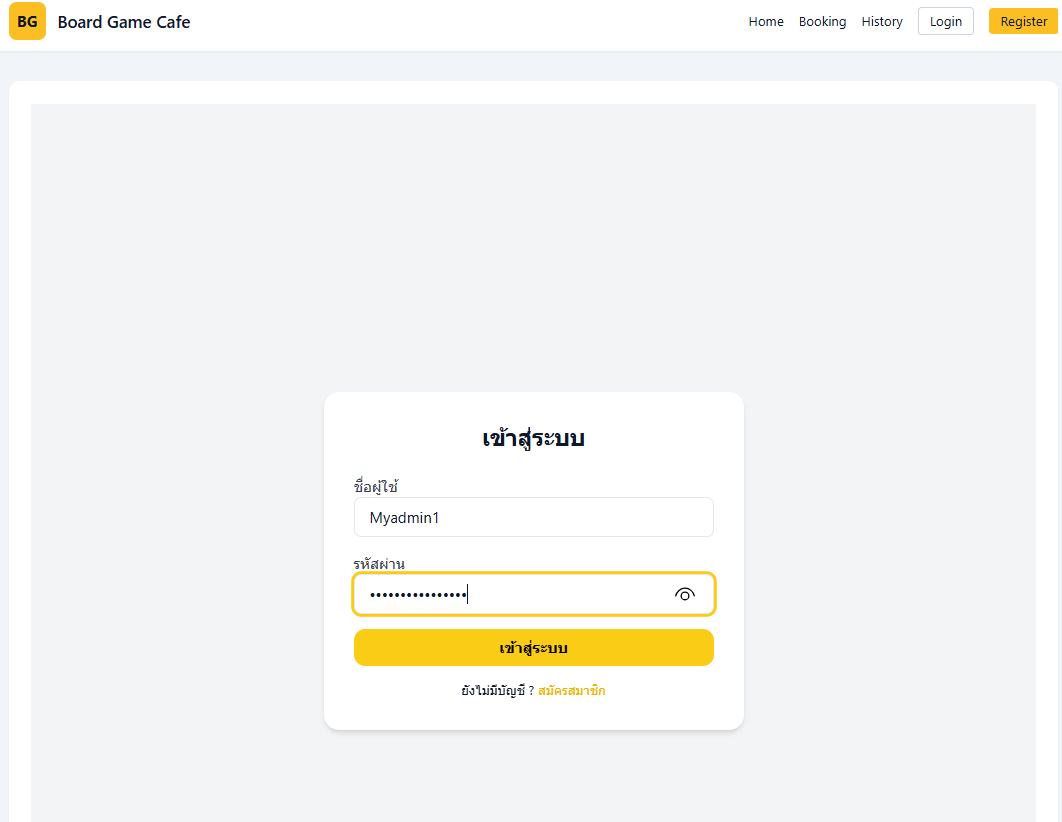 BG Board Game Cafe Home Booking History Login Register
เข้าสู่ระบบ
ชื่อผู้ใช้
Myadmin1
รหัสผ่าน
••••••••••••••••
เข้าสู่ระบบ
ยังไม่มีบัญชี ? สมัครสมาชิก